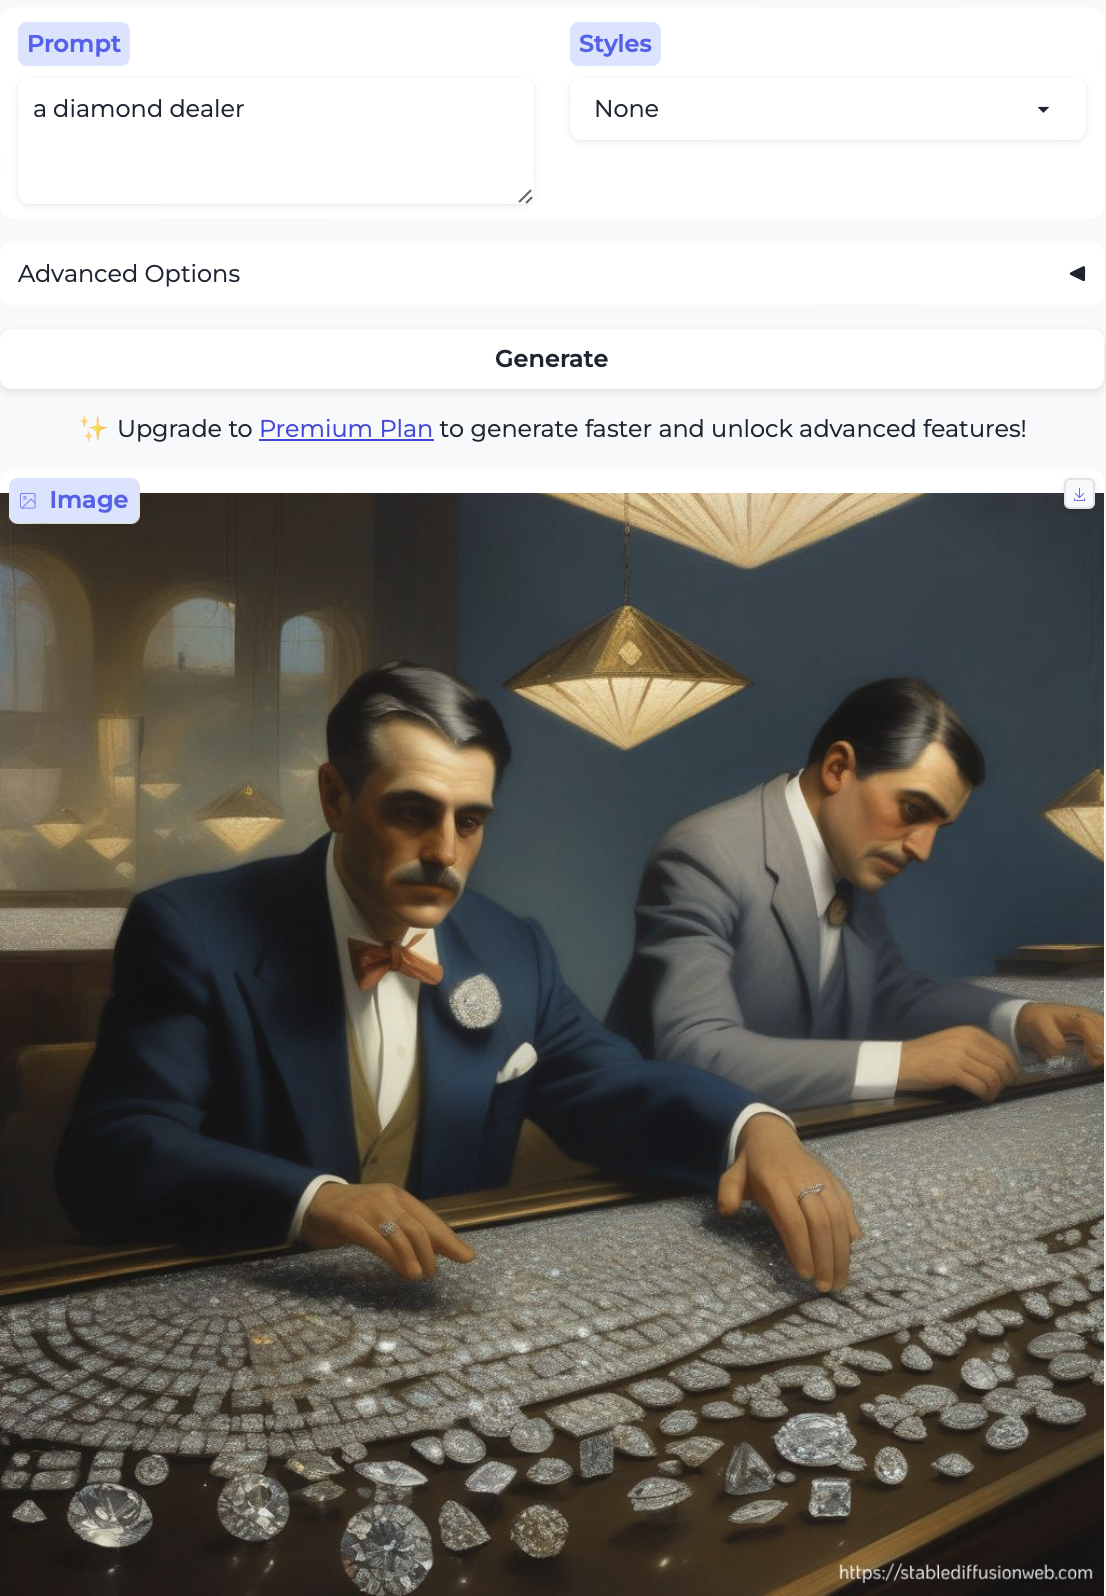 Prompt
Styles
a diamond dealer
None
Advanced Options
Generate
✨ Upgrade to Premium Plan to generate faster and unlock advanced features!
Image
https://stablediffusionweb.com